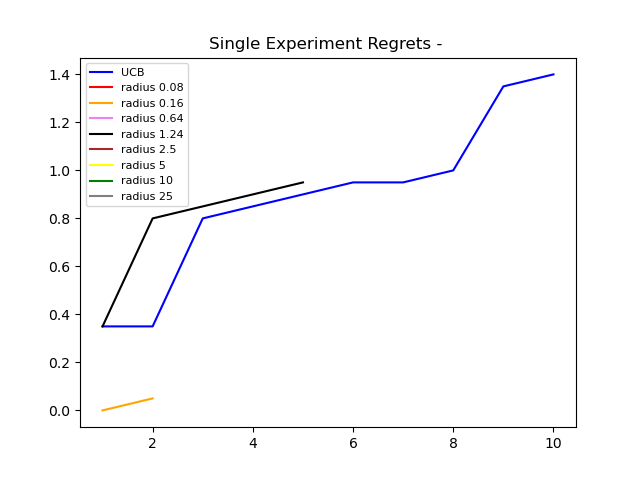 Single Experiment Regrets -
UCB
radius 0.08
radius 0.16
radius 0.64
radius 1.24
radius 2.5
radius 5
radius 10
radius 25
1.4
1.2
1.0
0.8
0.6
0.4
0.2
0.0
2 4 6 8 10